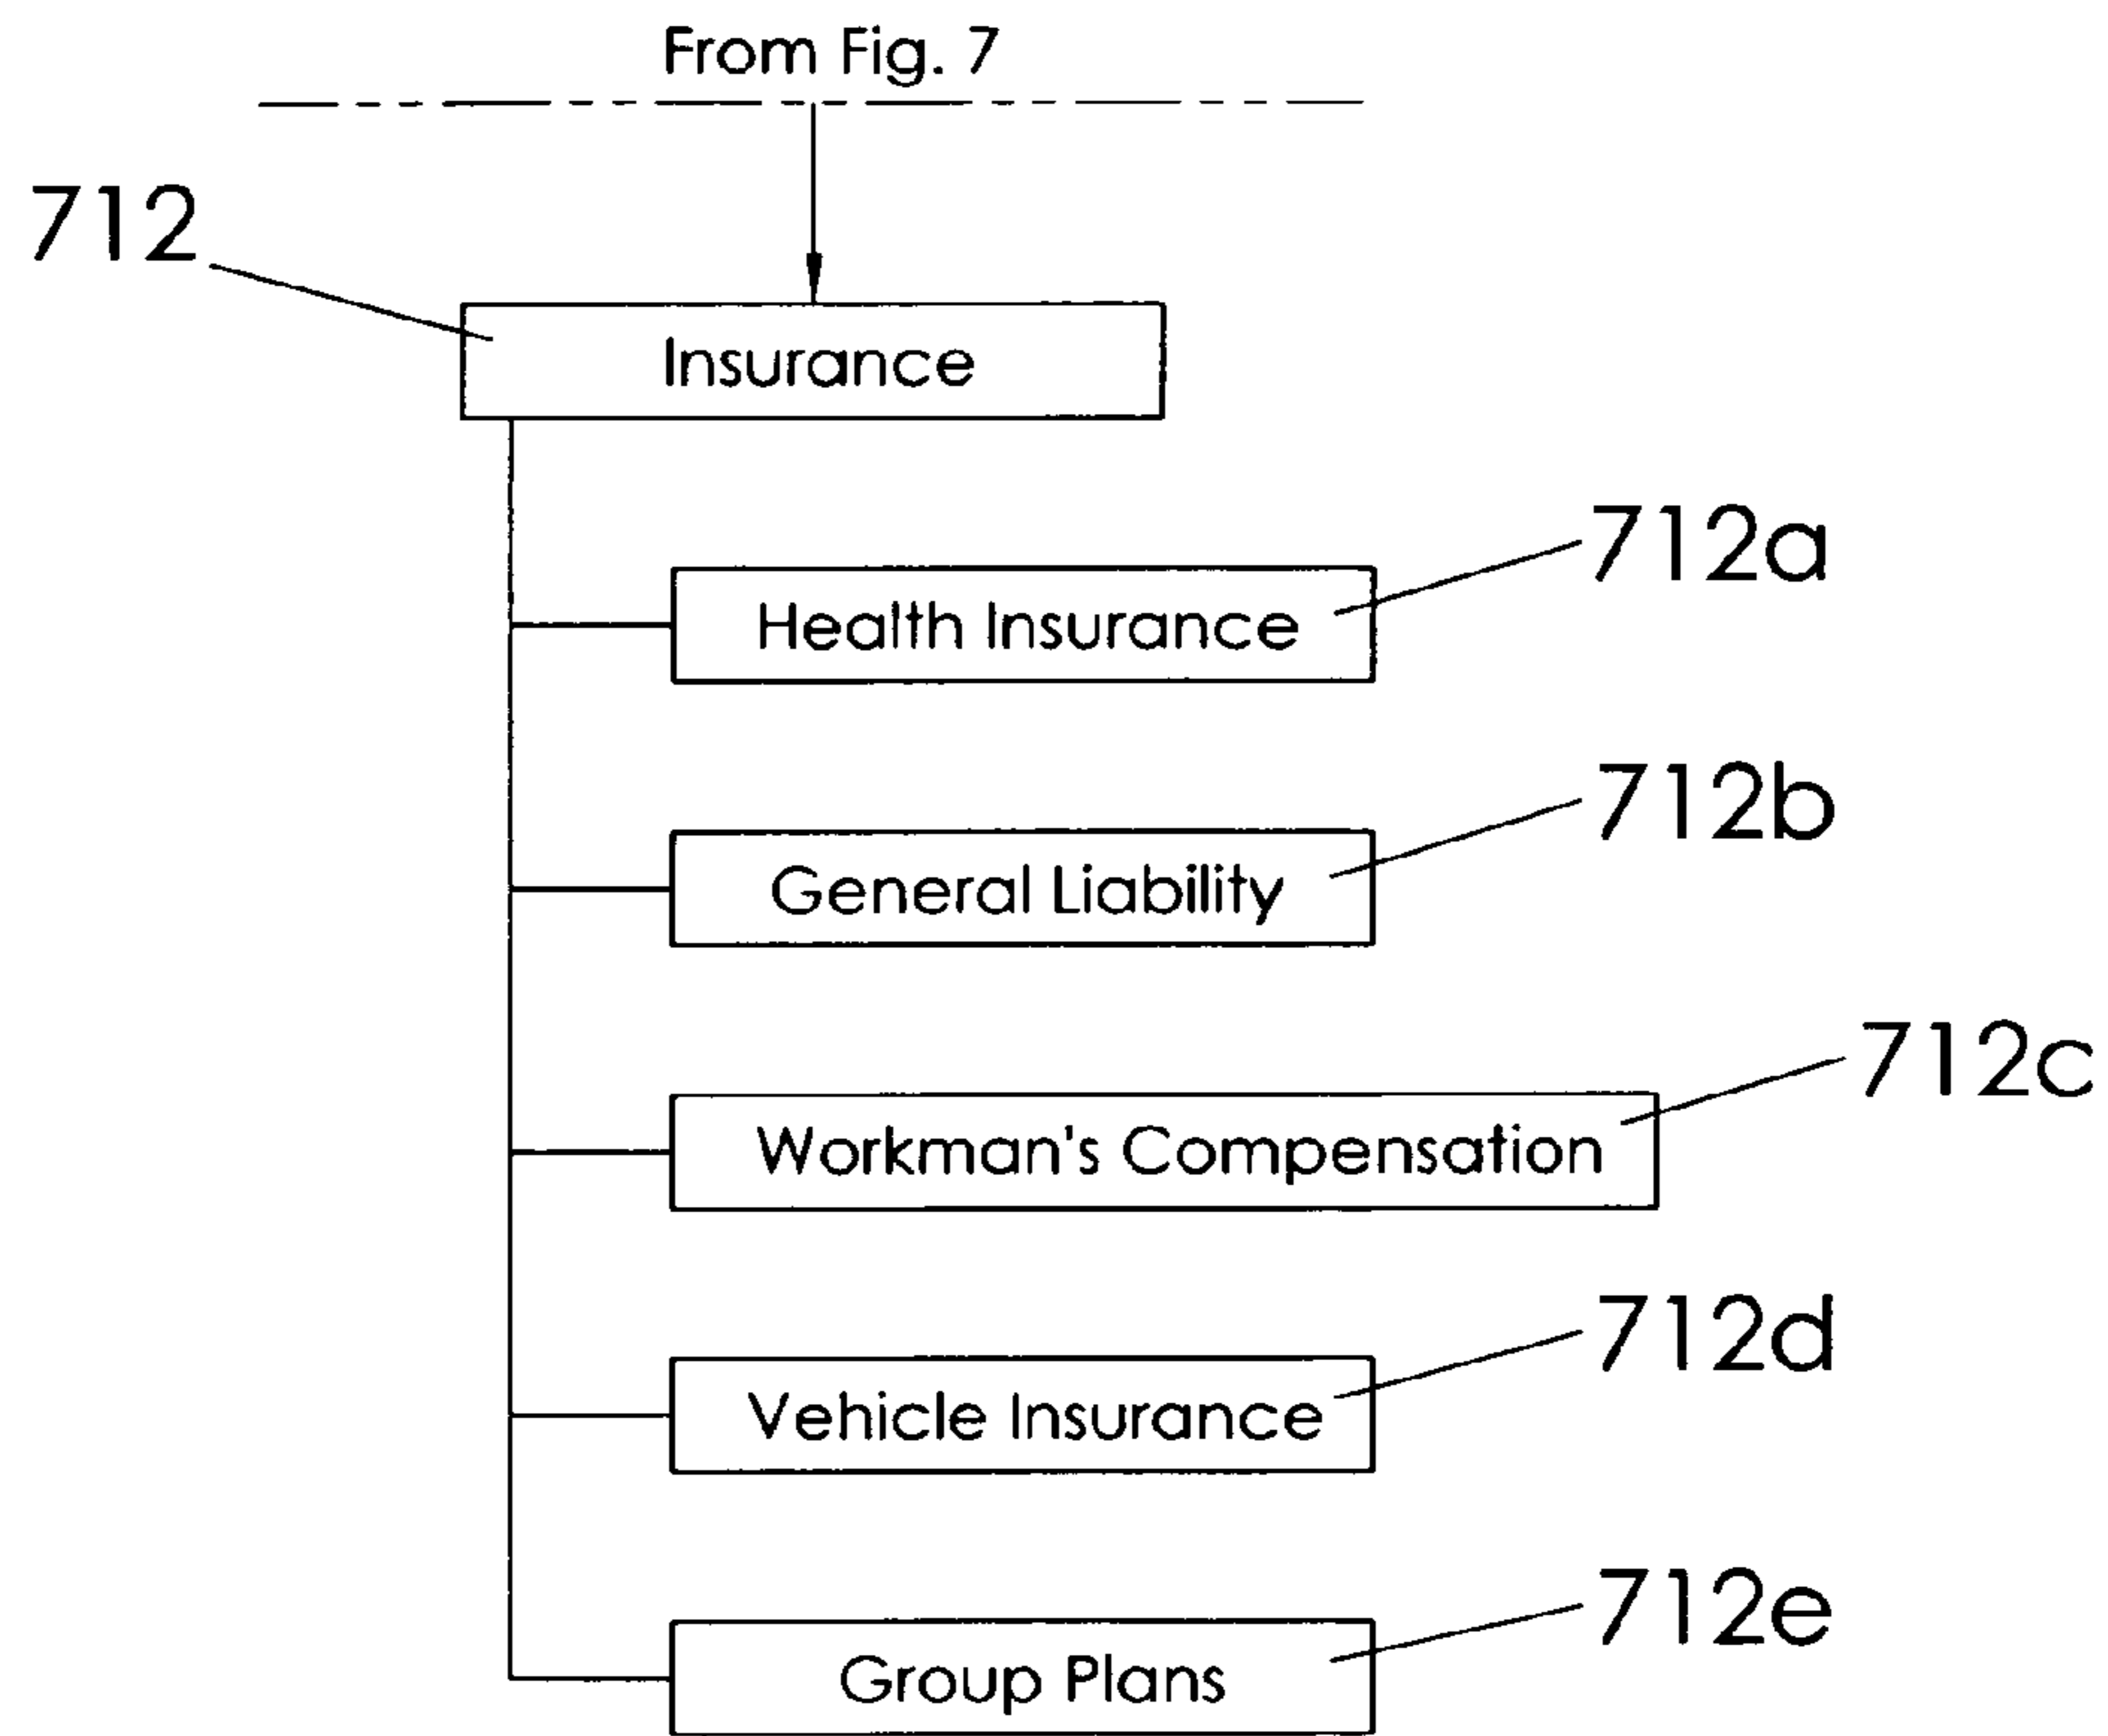 From Fig. 7
712
Insurance
712a
Health Insurance
712b
General Liability
712c
Workman's Compensation
712d
Vehicle Insurance
712e
Group Plans